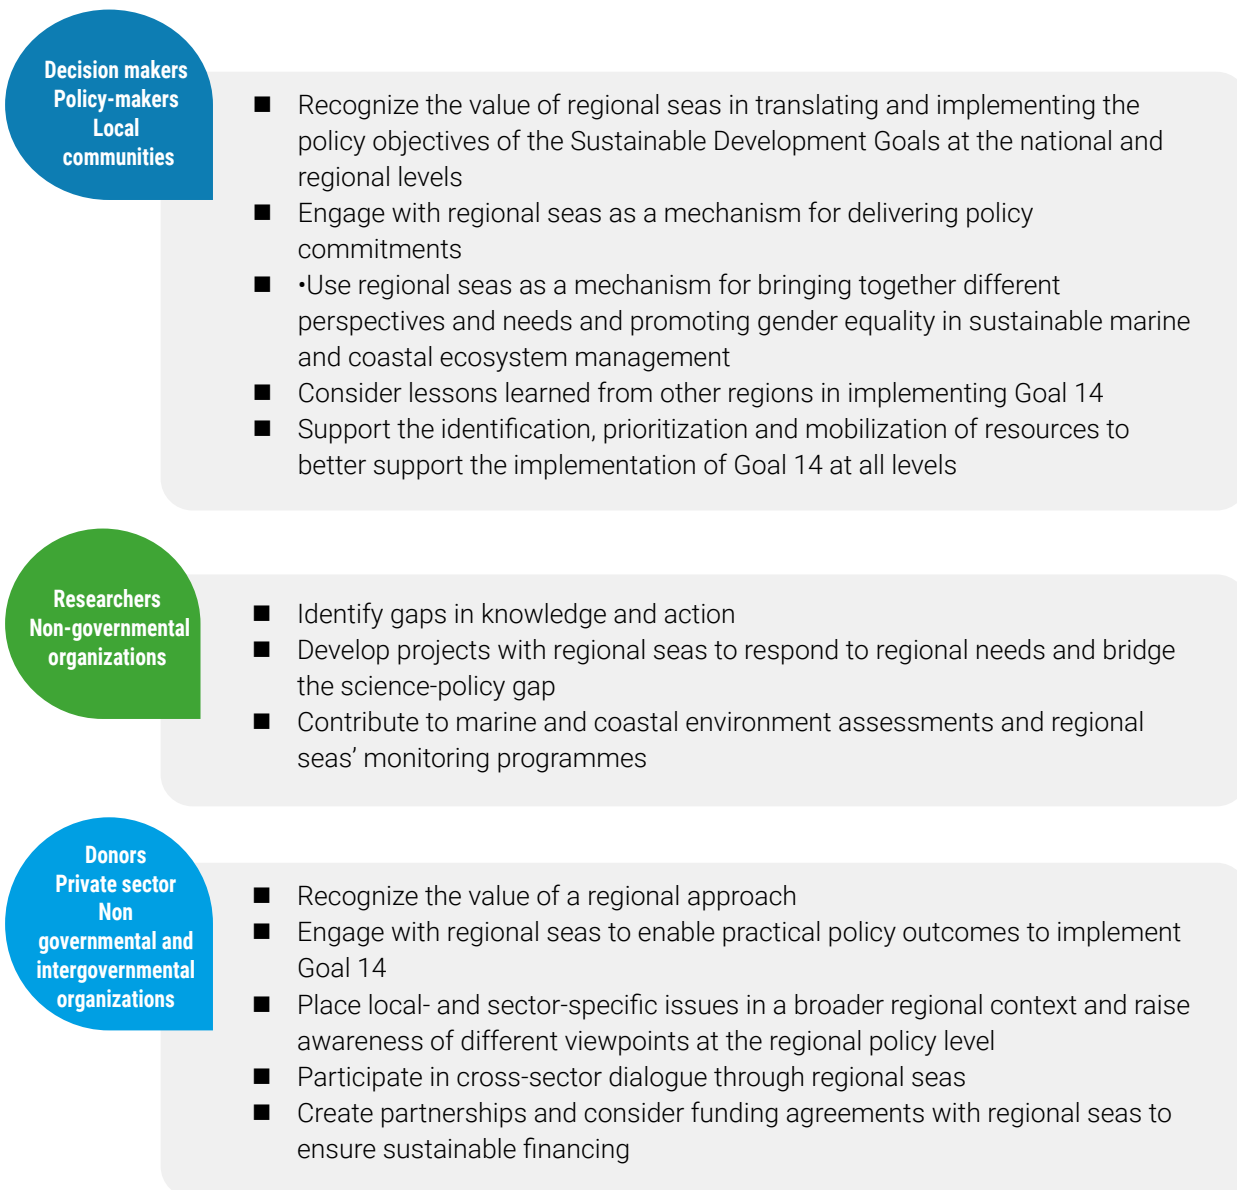 Decision makers
Policy-makers
Local
communities
■ Recognize the value of regional seas in translating and implementing the
policy objectives of the Sustainable Development Goals at the national and
regional levels
■ Engage with regional seas as a mechanism for delivering policy
commitments
■ •Use regional seas as a mechanism for bringing together different
perspectives and needs and promoting gender equality in sustainable marine
and coastal ecosystem management
■ Consider lessons learned from other regions in implementing Goal 14
■ Support the identification, prioritization and mobilization of resources to
better support the implementation of Goal 14 at all levels
Researchers
Non-governmental
organizations
■ Identify gaps in knowledge and action
■ Develop projects with regional seas to respond to regional needs and bridge
the science-policy gap
■ Contribute to marine and coastal environment assessments and regional
seas’ monitoring programmes
Donors
Private sector
Non
governmental and
intergovernmental
organizations
■ Recognize the value of a regional approach
■ Engage with regional seas to enable practical policy outcomes to implement
Goal 14
■ Place local- and sector-specific issues in a broader regional context and raise
awareness of different viewpoints at the regional policy level
■ Participate in cross-sector dialogue through regional seas
■ Create partnerships and consider funding agreements with regional seas to
ensure sustainable financing